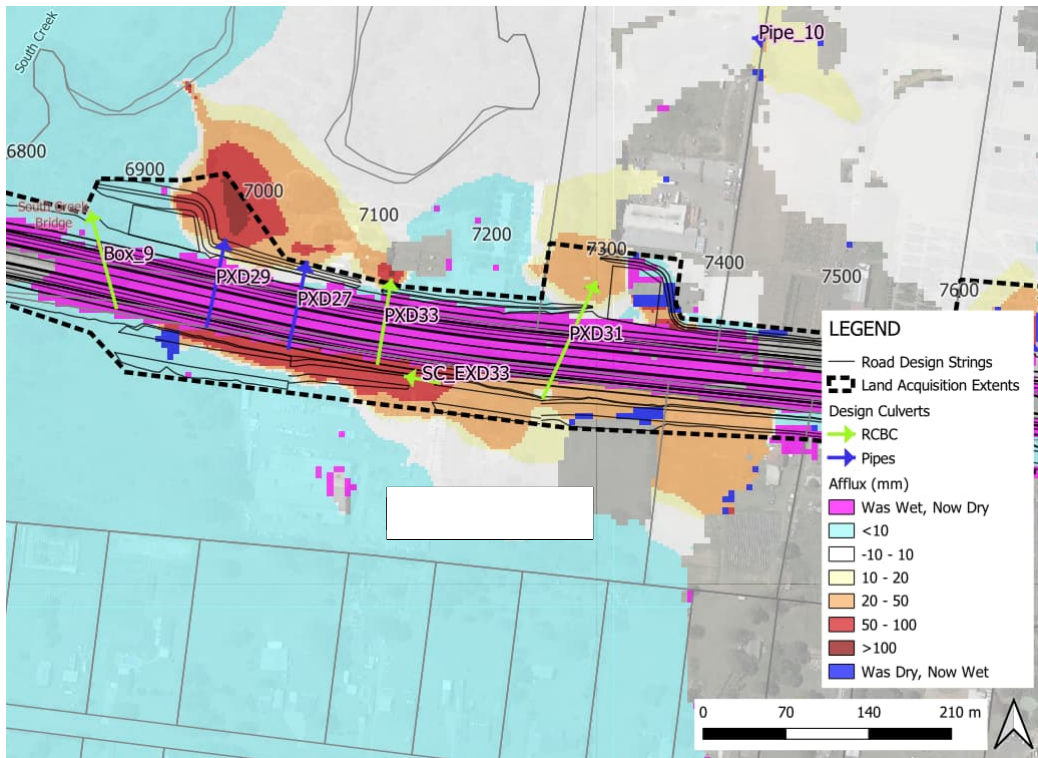 South Creek
Pipe_10
6800
6900
7000
7100
7200
7300
7400
7500
7600
South Creek
Bridge
Box_9
PXD29
PXD27
PXD33
PXD31
SC_EXD33
LEGEND
Road Design Strings
Land Acquisition Extents
Design Culverts
RCBC
Pipes
Afflux (mm)
Was Wet, Now Dry
<10
-10 - 10
10 - 20
20 - 50
50 - 100
>100
Was Dry, Now Wet
0 70 140 210 m